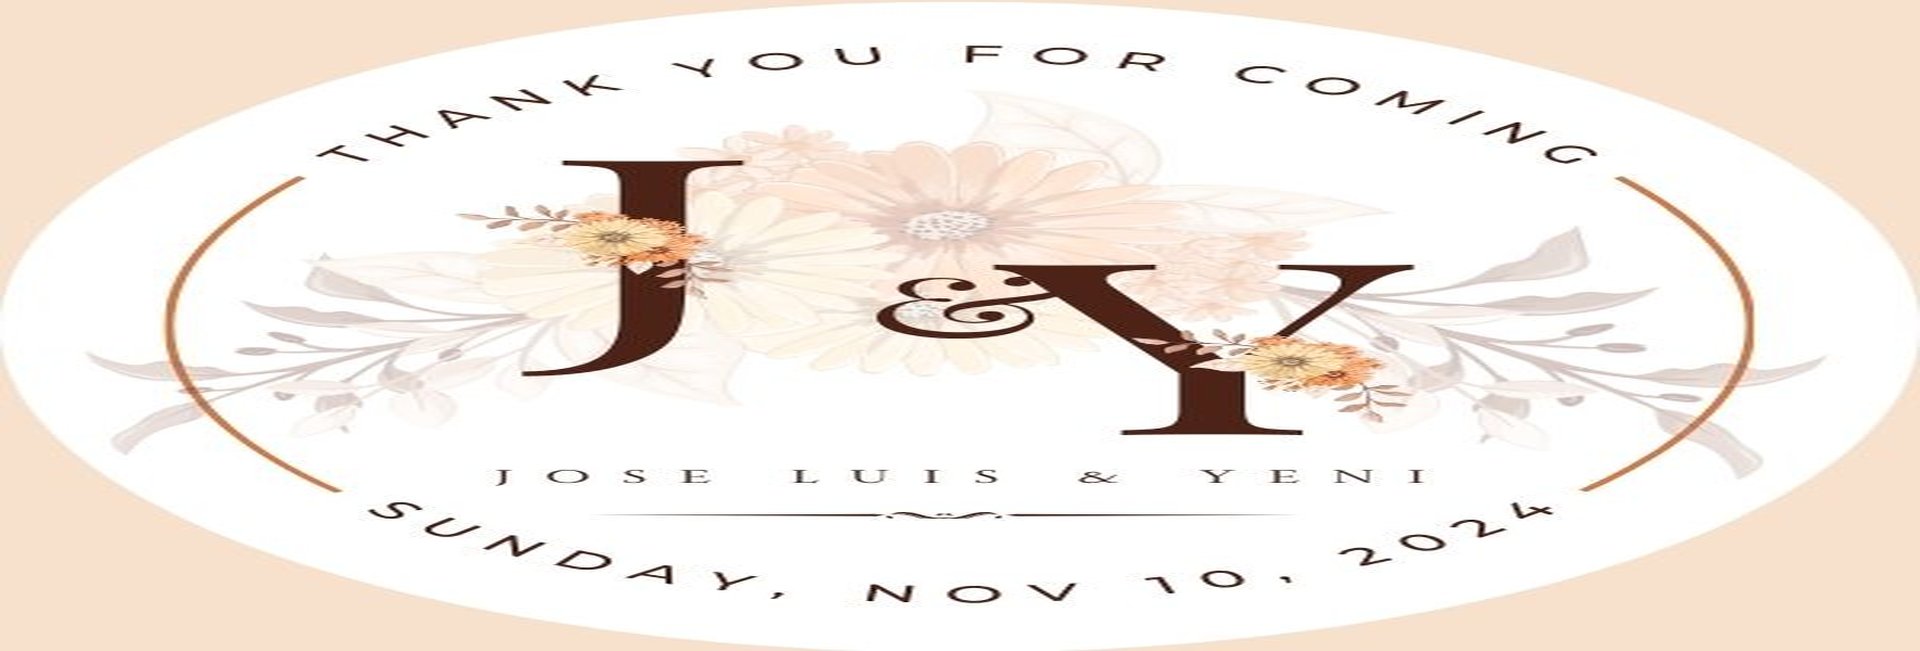 THANK YOU FOR COMING
J & Y
JOSE LUIS & YENI
SUNDAY, NOV 10, 2024